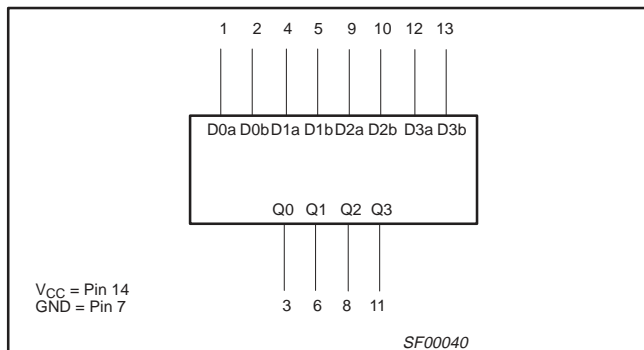 1 2 4 5 9 10 12 13
D0a D0b D1a D1b D2a D2b D3a D3b
Q0 Q1 Q2 Q3
VCC = Pin 14
GND = Pin 7
3 6 8 11
SF00040